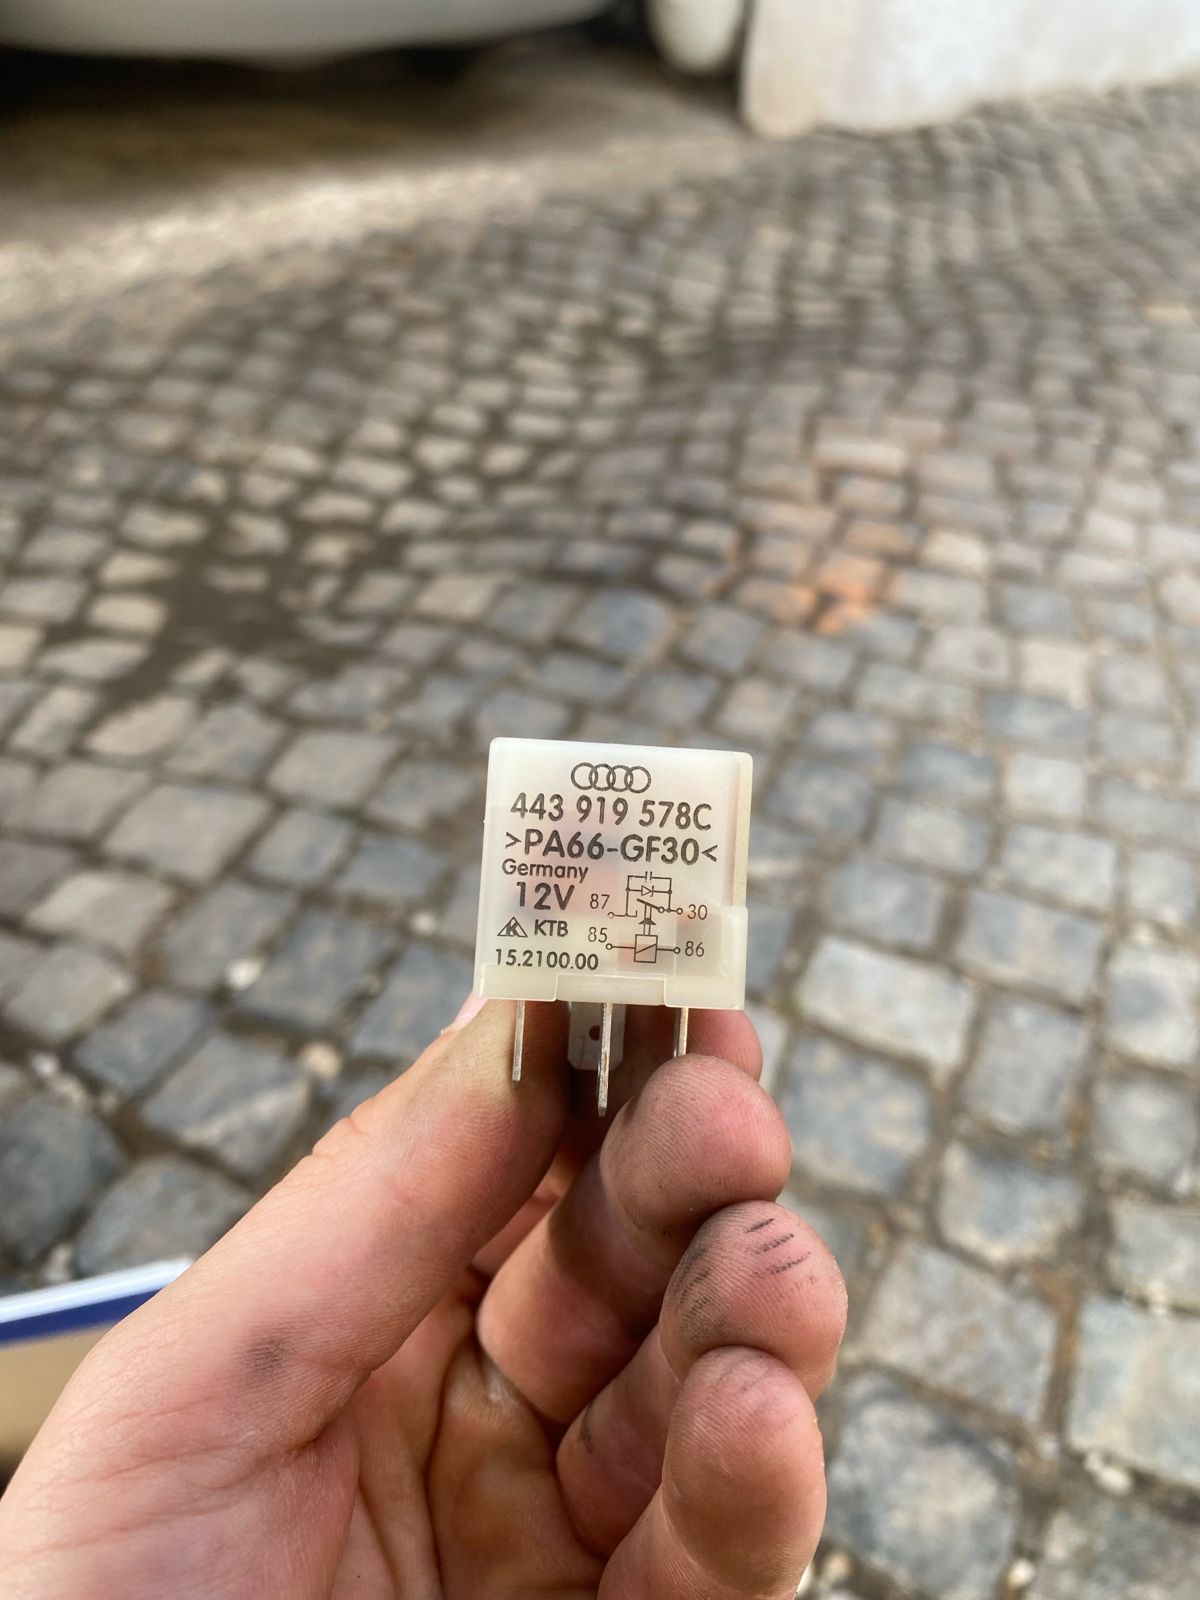 443 919 578C
>PA66-GF30<
Germany
12V
87
30
KTB
85
86
15.2100.00